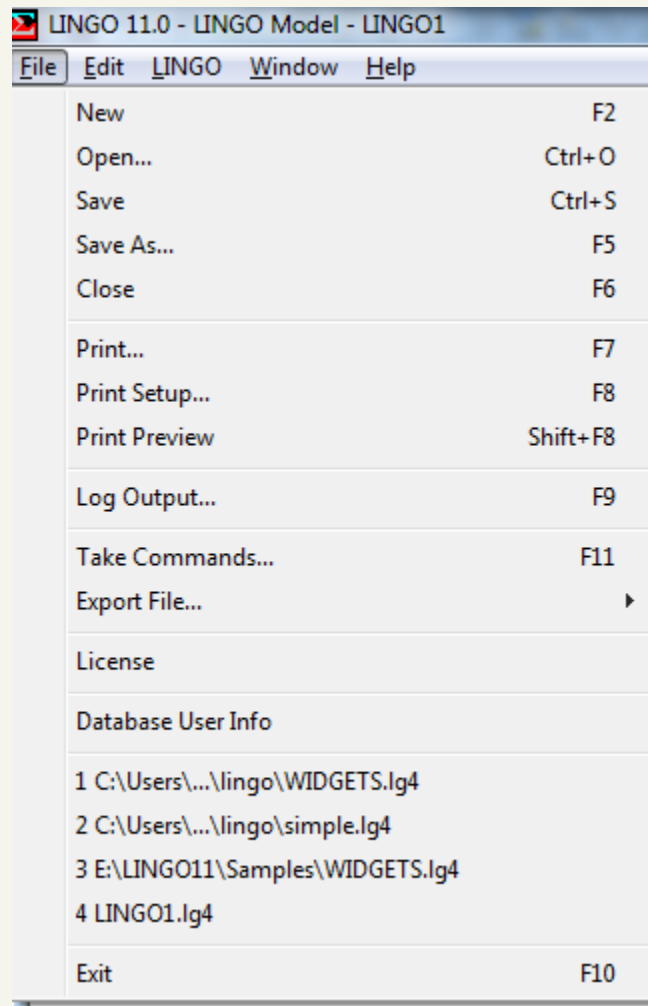 LINGO 11.0 - LINGO Model - LINGO1
File Edit LINGO Window Help
New F2
Open... Ctrl+O
Save Ctrl+S
Save As... F5
Close F6
Print... F7
Print Setup... F8
Print Preview Shift+F8
Log Output... F9
Take Commands... F11
Export File...
License
Database User Info
1 C:\Users\...\lingo\WIDGETS.lg4
2 C:\Users\...\lingo\simple.lg4
3 E:\LINGO11\Samples\WIDGETS.lg4
4 LINGO1.lg4
Exit F10